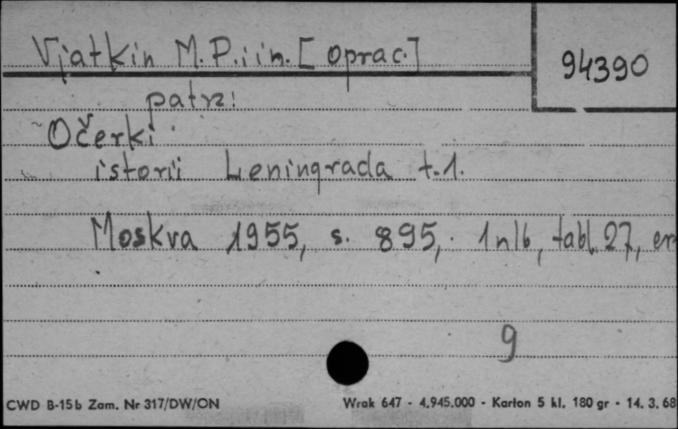 Vjatkin M.P. i in. [oprac.]
94390
patrz:
Očerki
istorii Leningrada t.1.
Moskva 1955, s. 895, 1 nlb, tabl. 27, er
9
CWD B-15b Zam. Nr 317/DW/ON
Wrak 647 - 4.945.000 - Karton 5 kl. 180 gr - 14. 3. 68